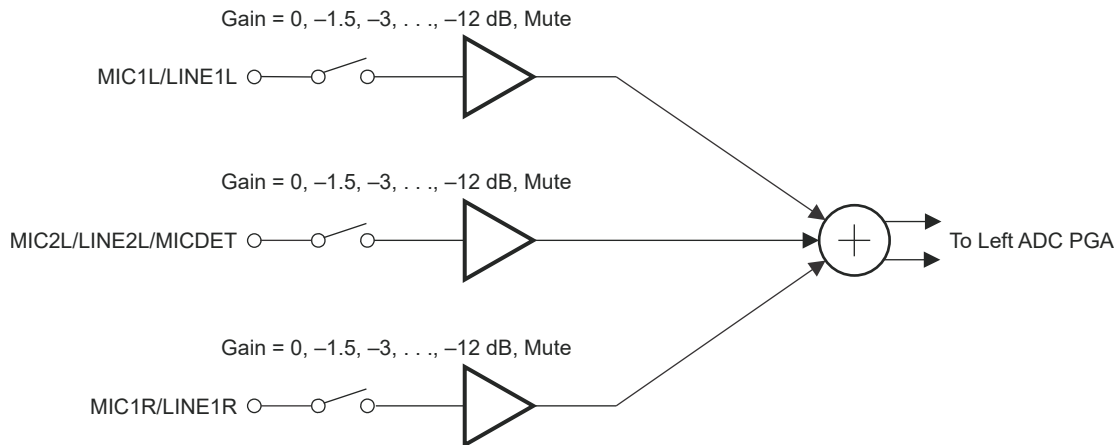 Gain = 0, –1.5, –3, . . ., –12 dB, Mute
MIC1L/LINE1L
Gain = 0, –1.5, –3, . . ., –12 dB, Mute
MIC2L/LINE2L/MICDET
+
To Left ADC PGA
Gain = 0, –1.5, –3, . . ., –12 dB, Mute
MIC1R/LINE1R